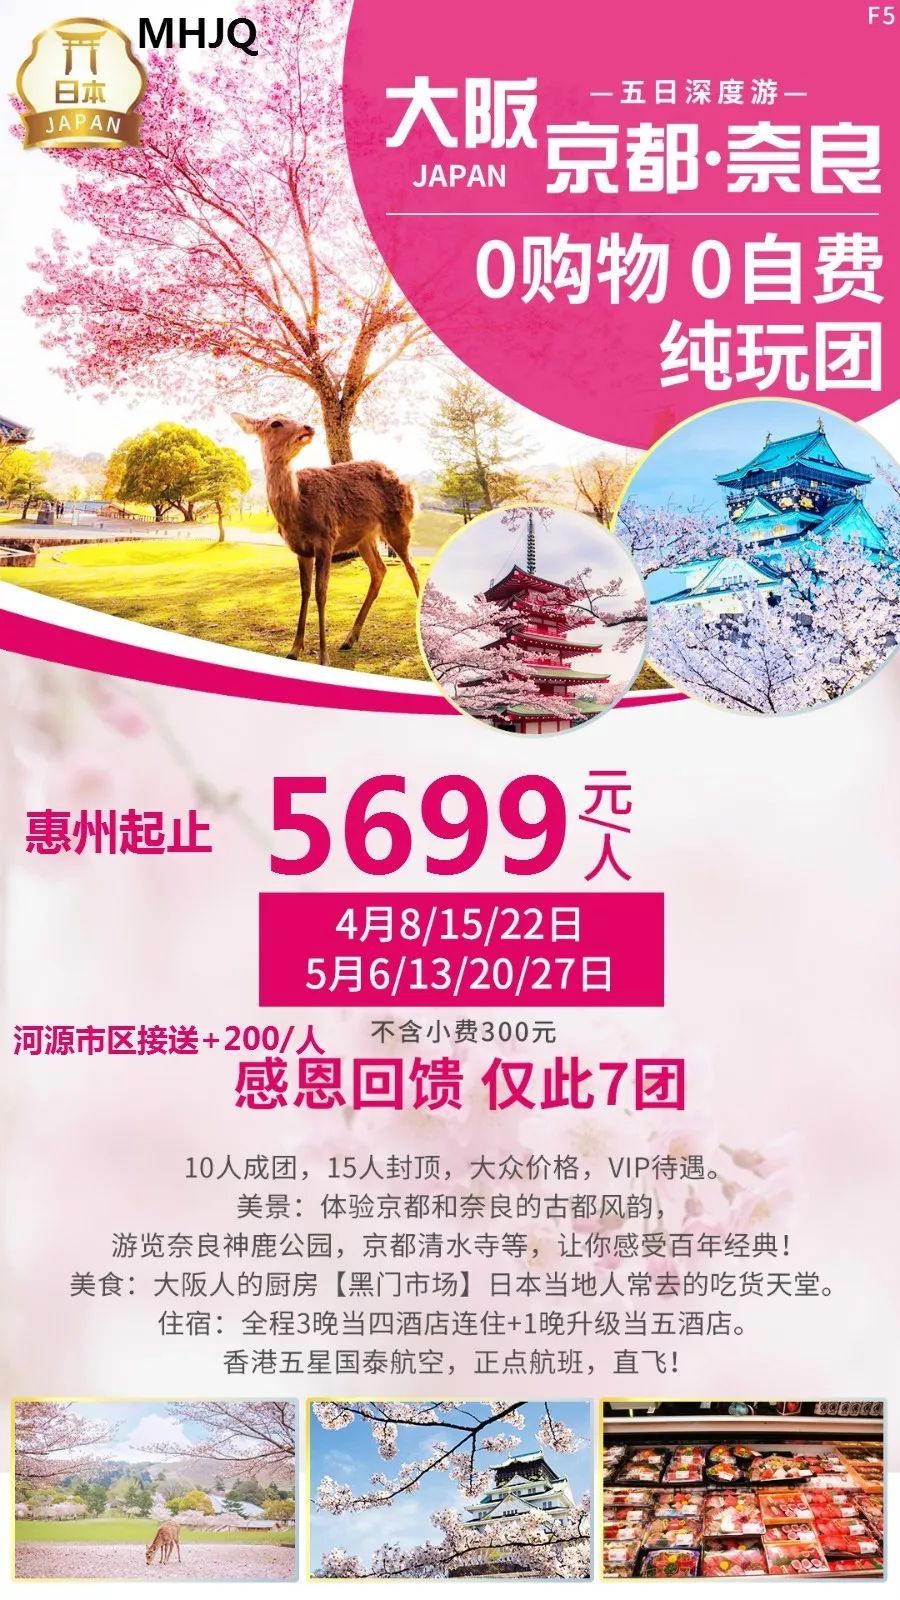 MHJQ
F5
日本
JAPAN
大阪
JAPAN
—五日深度游—
京都·奈良
0购物 0自费
纯玩团
惠州起止
5699元/人
4月8/15/22日
5月6/13/20/27日
河源市区接送+200/人
不含小费300元
感恩回馈 仅此7团
10人成团，15人封顶，大众价格，VIP待遇。
美景：体验京都和奈良的古都风韵，
游览奈良神鹿公园，京都清水寺等，让你感受百年经典！
美食：大阪人的厨房【黑门市场】日本当地人常去的吃货天堂。
住宿：全程3晚当四酒店连住+1晚升级当五酒店。
香港五星国泰航空，正点航班，直飞！